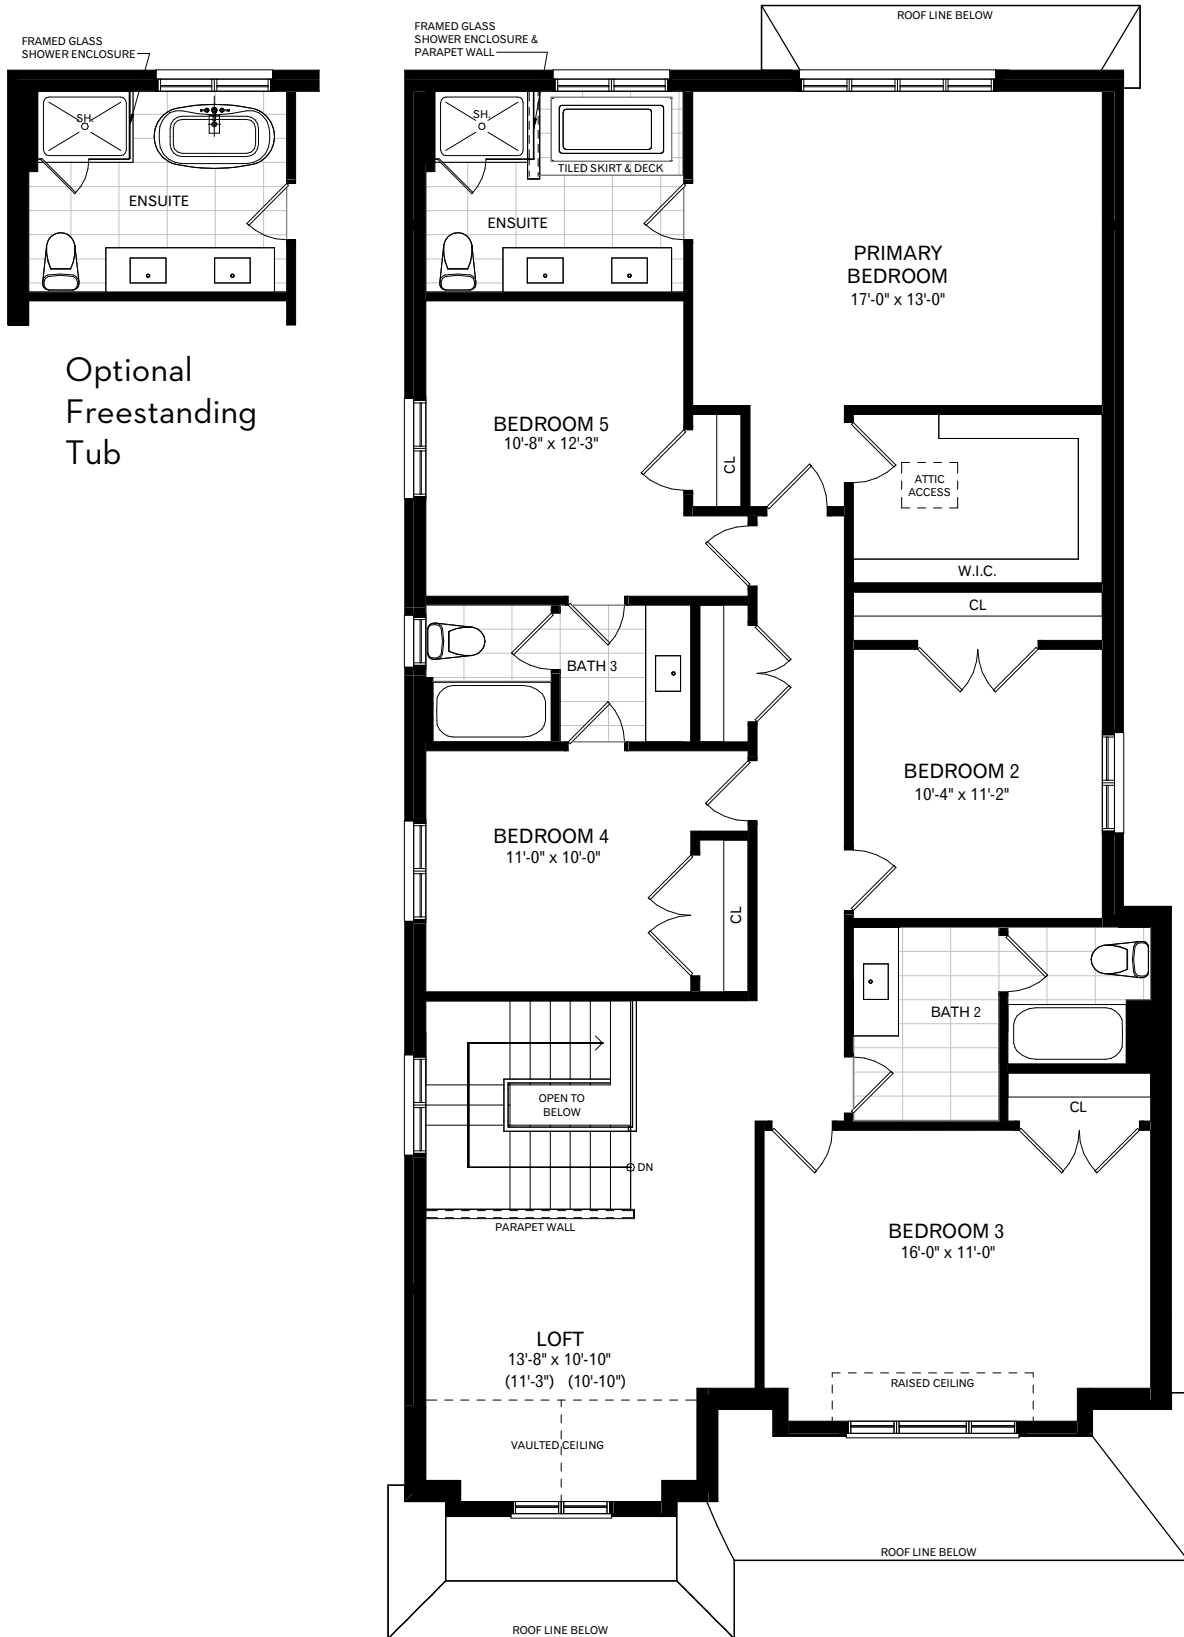 FRAMED GLASS
SHOWER ENCLOSURE
SH.
ENSUITE
Optional
Freestanding
Tub
FRAMED GLASS
SHOWER ENCLOSURE &
PARAPET WALL
ROOF LINE BELOW
SH.
TILED SKIRT & DECK
ENSUITE
PRIMARY
BEDROOM
17'-0" x 13'-0"
BEDROOM 5
10'-8" x 12'-3"
CL
ATTIC
ACCESS
W.I.C.
CL
BATH 3
BEDROOM 2
10'-4" x 11'-2"
BEDROOM 4
11'-0" x 10'-0"
CL
BATH 2
OPEN TO
BELOW
CL
DN
PARAPET WALL
BEDROOM 3
16'-0" x 11'-0"
LOFT
13'-8" x 10'-10"
(11'-3") (10'-10")
RAISED CEILING
VAULTED CEILING
ROOF LINE BELOW
ROOF LINE BELOW